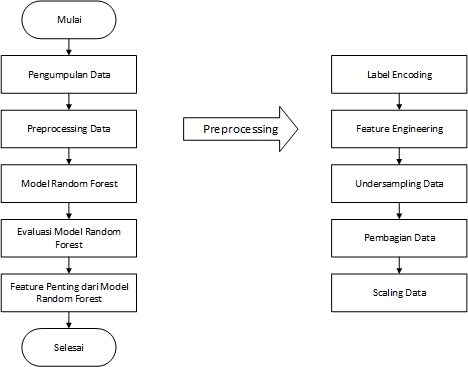 Mulai
Pengumpulan Data
Preprocessing Data
Model Random Forest
Evaluasi Model Random
Forest
Feature Penting dari Model
Random Forest
Selesai
Preprocessing
Label Encoding
Feature Engineering
Undersampling Data
Pembagian Data
Scaling Data